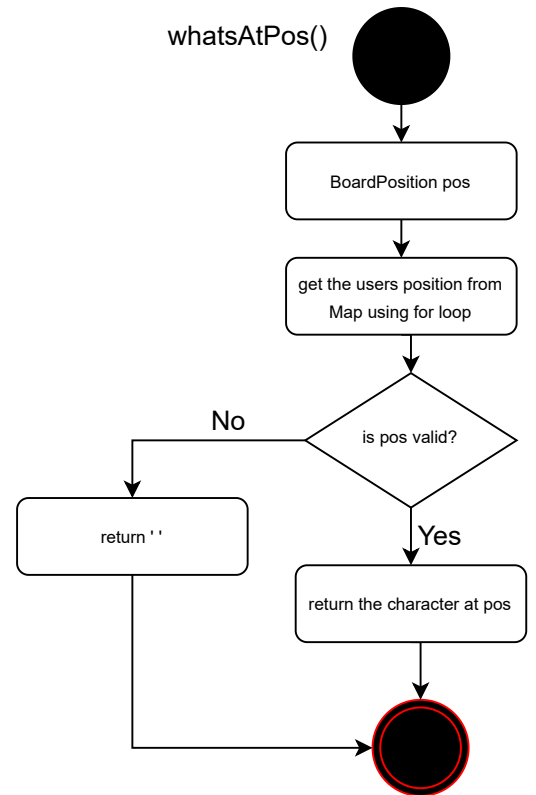 whatsAtPos()
BoardPosition pos
get the users position from
Map using for loop
is pos valid?
No
return ' '
Yes
return the character at pos